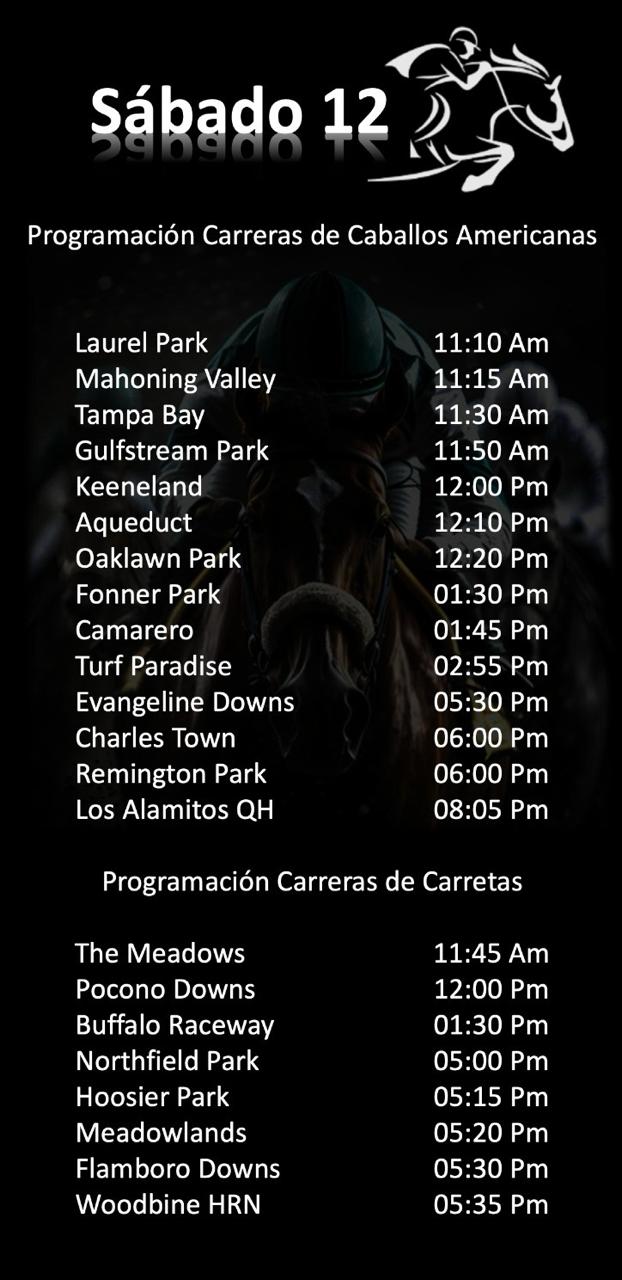 Sábado 12
Programación Carreras de Caballos Americanas
Laurel Park 11:10 Am
Mahoning Valley 11:15 Am
Tampa Bay 11:30 Am
Gulfstream Park 11:50 Am
Keeneland 12:00 Pm
Aqueduct 12:10 Pm
Oaklawn Park 12:20 Pm
Fonner Park 01:30 Pm
Camarero 01:45 Pm
Turf Paradise 02:55 Pm
Evangeline Downs 05:30 Pm
Charles Town 06:00 Pm
Remington Park 06:00 Pm
Los Alamitos QH 08:05 Pm
Programación Carreras de Carretas
The Meadows 11:45 Am
Pocono Downs 12:00 Pm
Buffalo Raceway 01:30 Pm
Northfield Park 05:00 Pm
Hoosier Park 05:15 Pm
Meadowlands 05:20 Pm
Flamboro Downs 05:30 Pm
Woodbine HRN 05:35 Pm